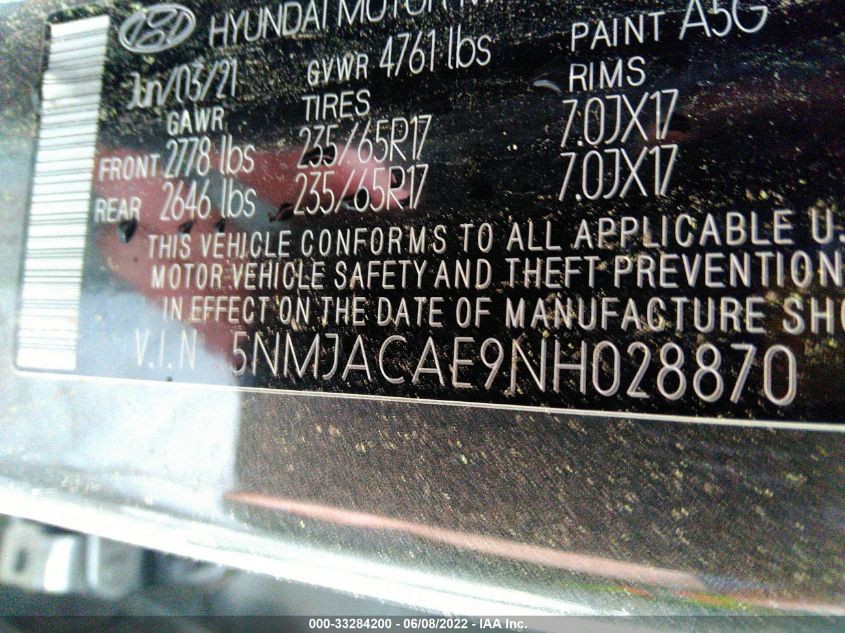 HYUNDAI MOTOR
Jun/03/21 GVWR 4761 lbs PAINT A5G
GAWR TIRES RIMS
FRONT 2778 lbs 235/65R17 7.0JX17
REAR 2646 lbs 235/65R17 7.0JX17
THIS VEHICLE CONFORMS TO ALL APPLICABLE U.
MOTOR VEHICLE SAFETY AND THEFT PREVENTION
IN EFFECT ON THE DATE OF MANUFACTURE SHO
V.I.N 5NMJACAE9NH028870
000-33284200 - 06/08/2022 - IAA Inc.